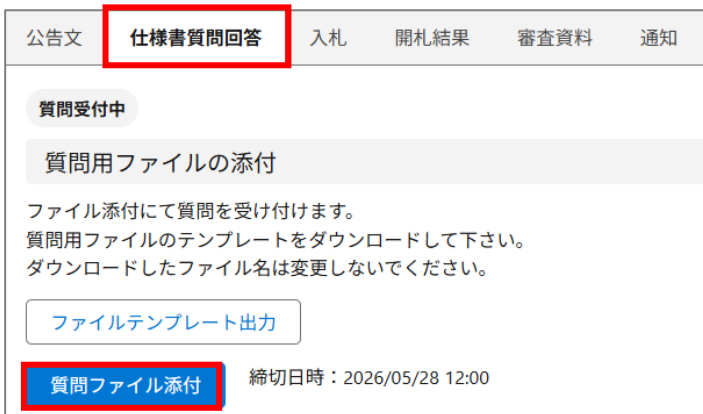 公告文 仕様書質問回答 入札 開札結果 審査資料 通知
質問受付中
質問用ファイルの添付
ファイル添付にて質問を受け付けます。
質問用ファイルのテンプレートをダウンロードして下さい。
ダウンロードしたファイル名は変更しないでください。
ファイルテンプレート出力
質問ファイル添付 締切日時：2026/05/28 12:00